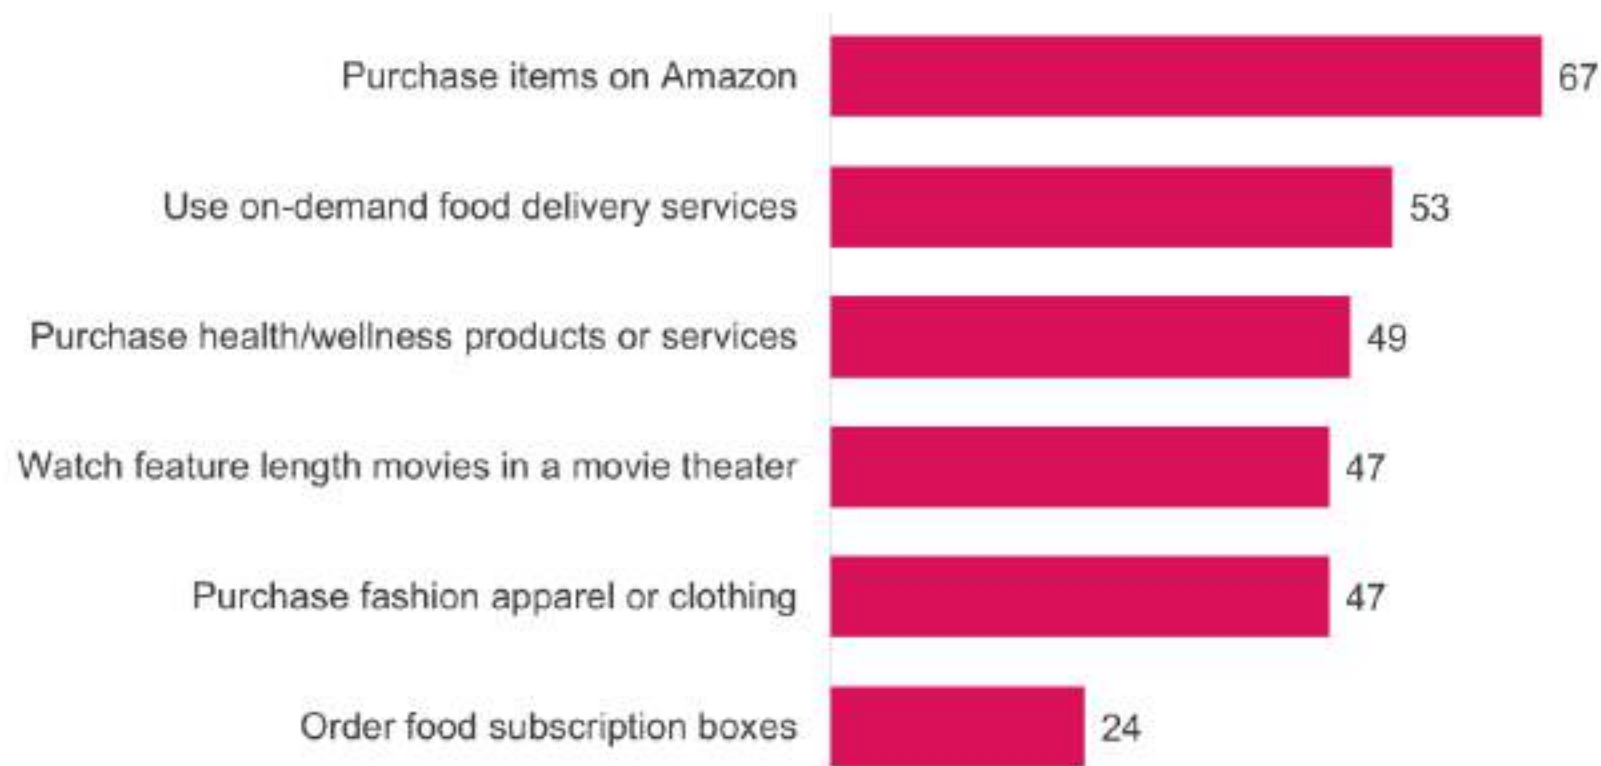 Purchase items on Amazon 67
Use on-demand food delivery services 53
Purchase health/wellness products or services 49
Watch feature length movies in a movie theater 47
Purchase fashion apparel or clothing 47
Order food subscription boxes 24